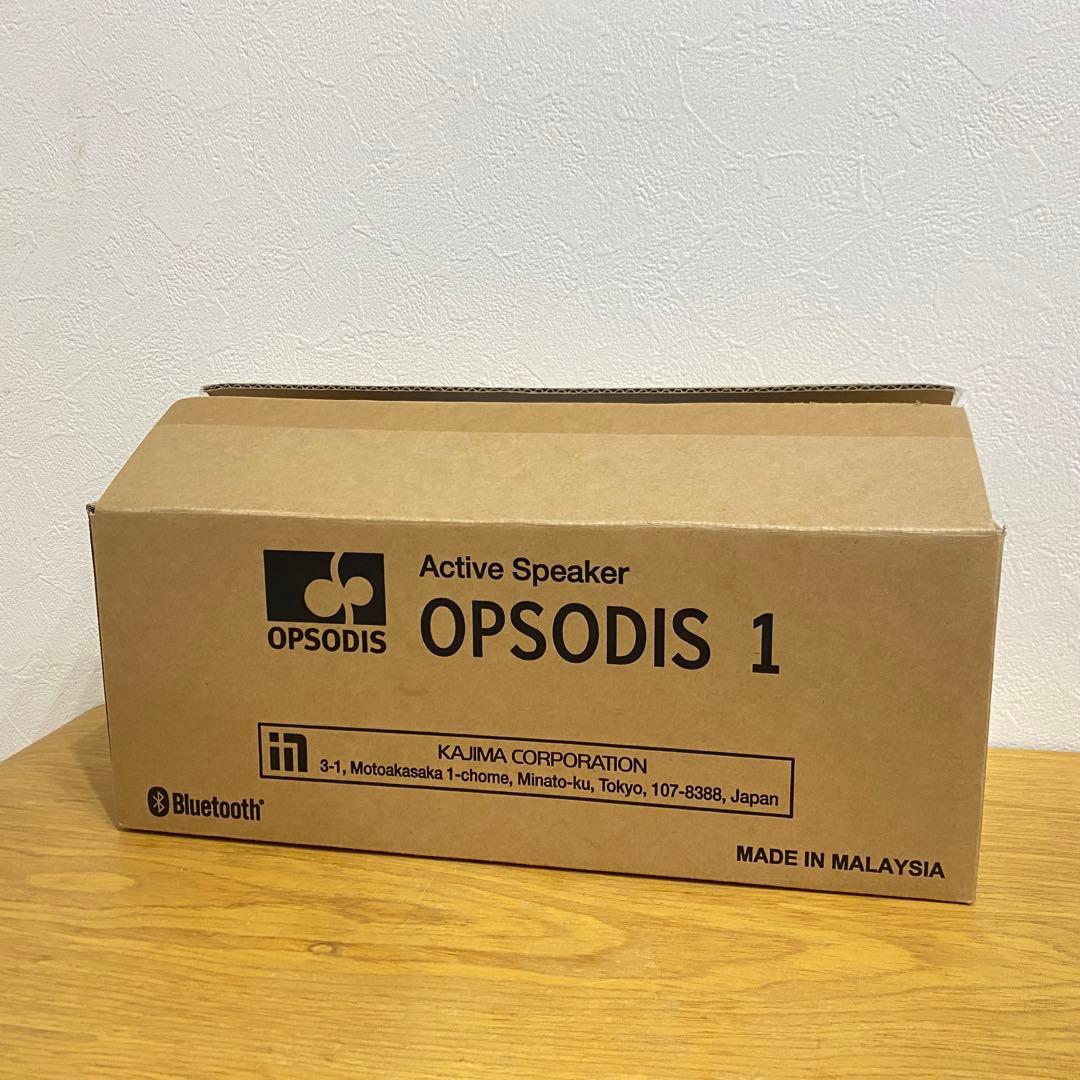 OPSODIS
Active Speaker
OPSODIS 1
KAJIMA CORPORATION
3-1, Motoakasaka 1-chome, Minato-ku, Tokyo, 107-8388, Japan
Bluetooth®
MADE IN MALAYSIA